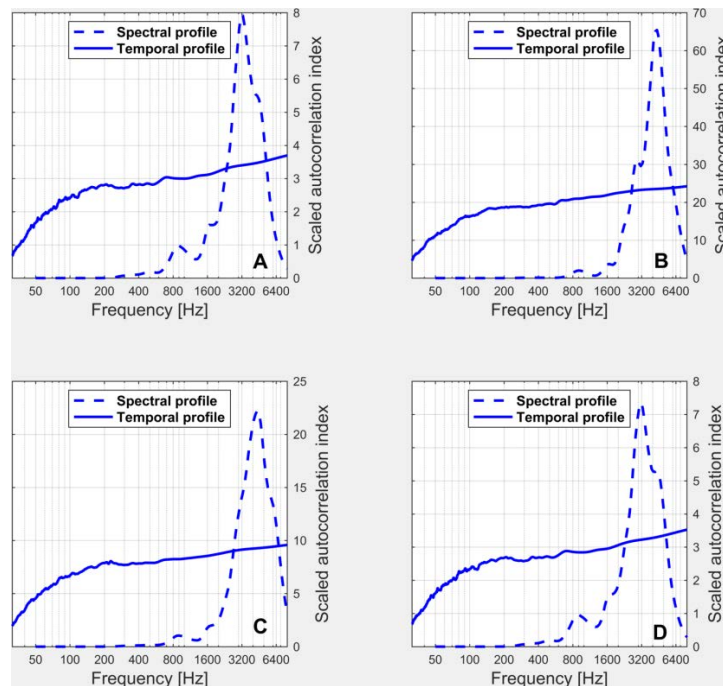 Spectral profile
Temporal profile
8
7
6
5
4
3
2
1
0
Scaled autocorrelation index
A
50 100 200 400 800 1600 3200 6400
Frequency [Hz]
Spectral profile
Temporal profile
70
60
50
40
30
20
10
0
Scaled autocorrelation index
B
50 100 200 400 800 1600 3200 6400
Frequency [Hz]
Spectral profile
Temporal profile
25
20
15
10
5
0
Scaled autocorrelation index
C
50 100 200 400 800 1600 3200 6400
Frequency [Hz]
Spectral profile
Temporal profile
8
7
6
5
4
3
2
1
0
Scaled autocorrelation index
D
50 100 200 400 800 1600 3200 6400
Frequency [Hz]